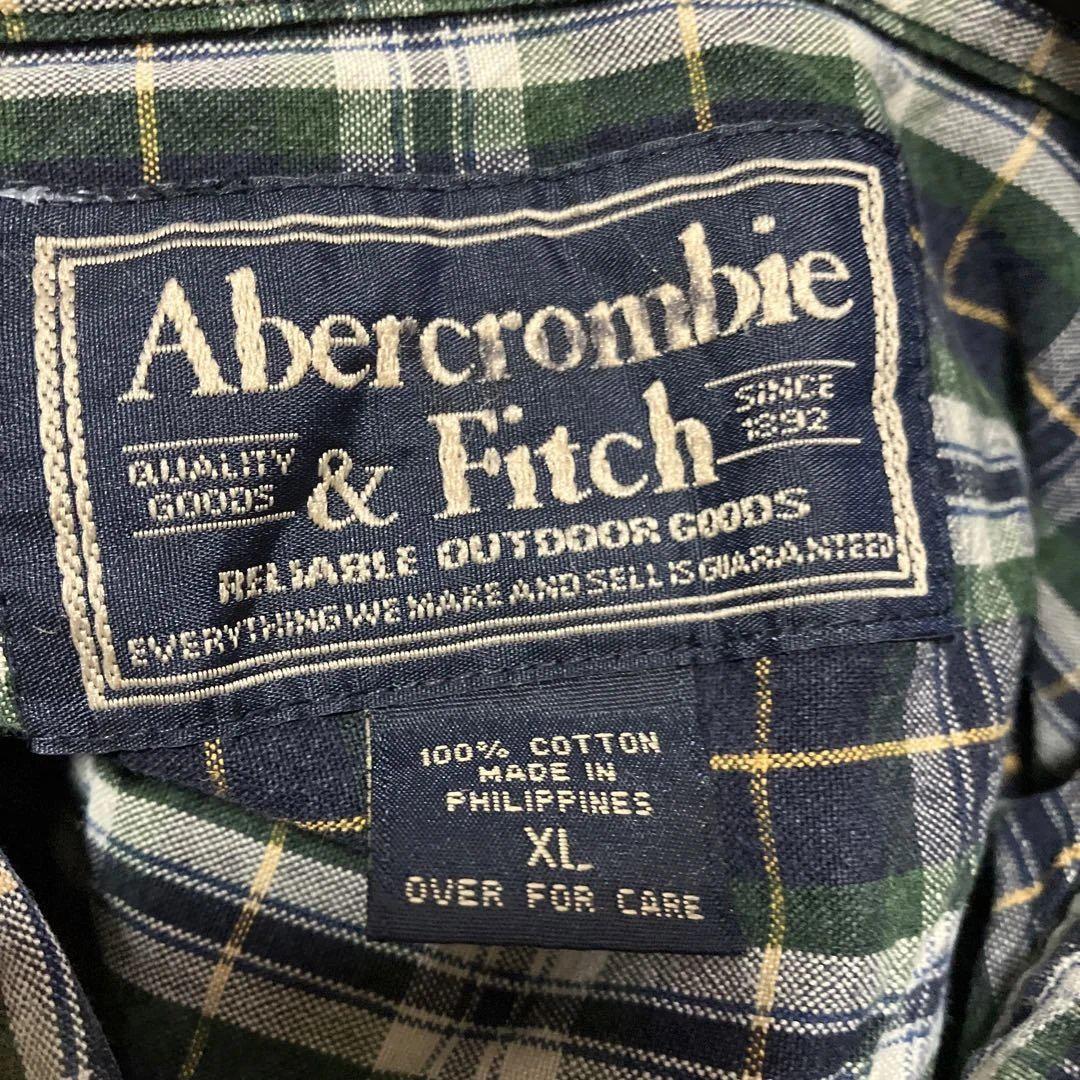 Abercrombie
& Fitch
QUALITY
GOODS
SINCE
1892
RELIABLE OUTDOOR GOODS
EVERYTHING WE MAKE AND SELL IS GUARANTEED
100% COTTON
MADE IN
PHILIPPINES
XL
OVER FOR CARE